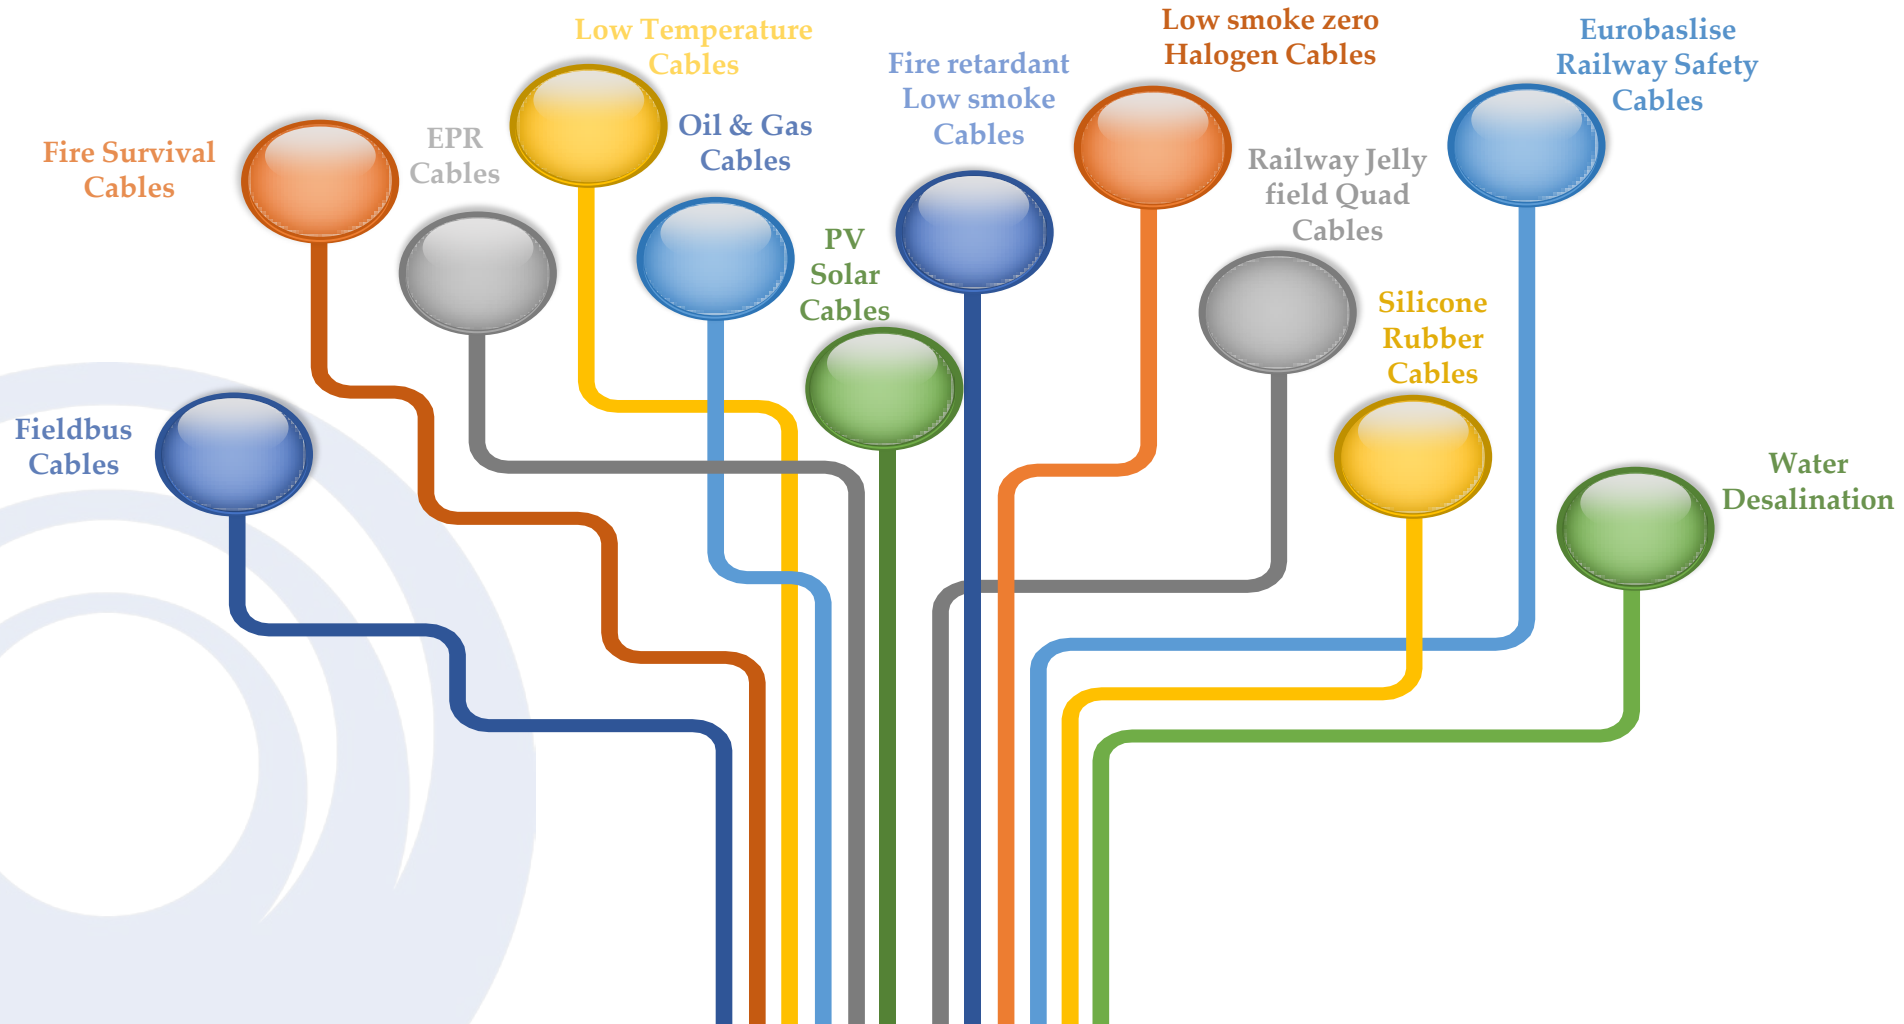 Low Temperature
Cables
Low smoke zero
Halogen Cables
Eurobaslise
Railway Safety
Cables
Fire retardant
Low smoke
Cables
Oil & Gas
Cables
EPR
Cables
Fire Survival
Cables
Railway Jelly
field Quad
Cables
PV
Solar
Cables
Silicone
Rubber
Cables
Fieldbus
Cables
Water
Desalination